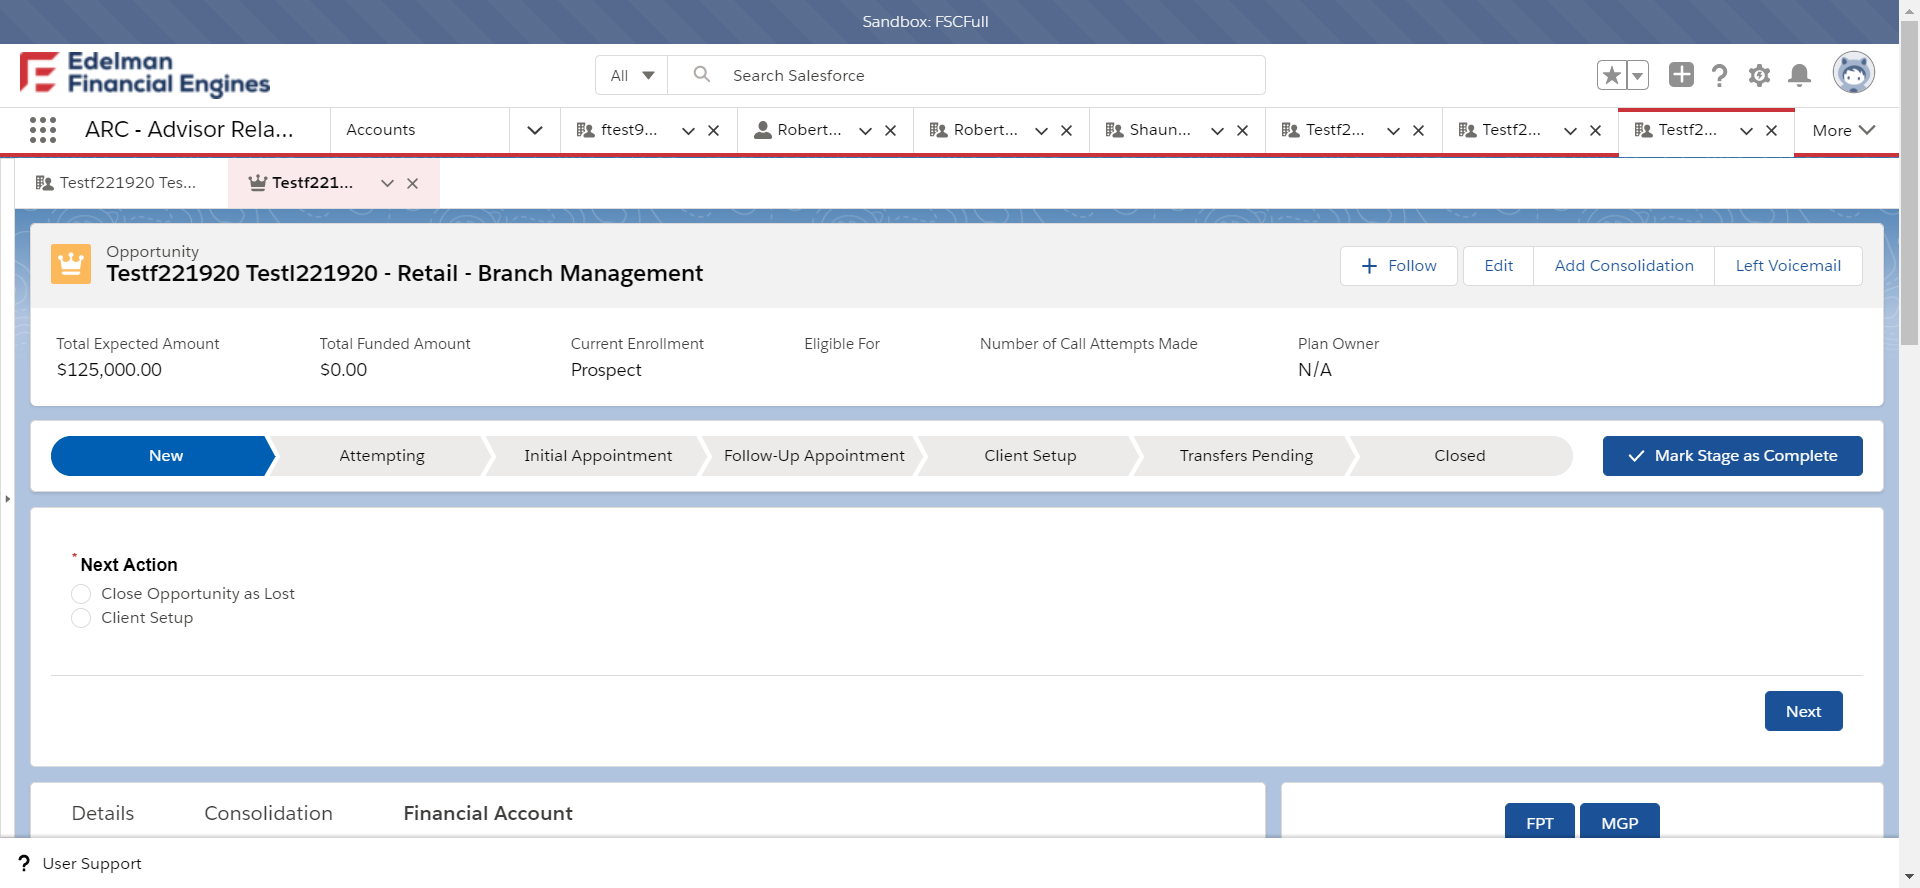 Sandbox: FSCFull
Edelman
Financial Engines
All
Search Salesforce
ARC - Advisor Rela...
Accounts
ftest9...
Robert...
Robert...
Shaun...
Testf2...
Testf2...
Testf2...
More
Testf221920 Tes...
Testf221...
Opportunity
Testf221920 Testl221920 - Retail - Branch Management
Follow
Edit
Add Consolidation
Left Voicemail
Total Expected Amount
Total Funded Amount
Current Enrollment
Eligible For
Number of Call Attempts Made
Plan Owner
$125,000.00
$0.00
Prospect
N/A
New
Attempting
Initial Appointment
Follow-Up Appointment
Client Setup
Transfers Pending
Closed
Mark Stage as Complete
*Next Action
Close Opportunity as Lost
Client Setup
Next
Details
Consolidation
Financial Account
FPT
MGP
? User Support